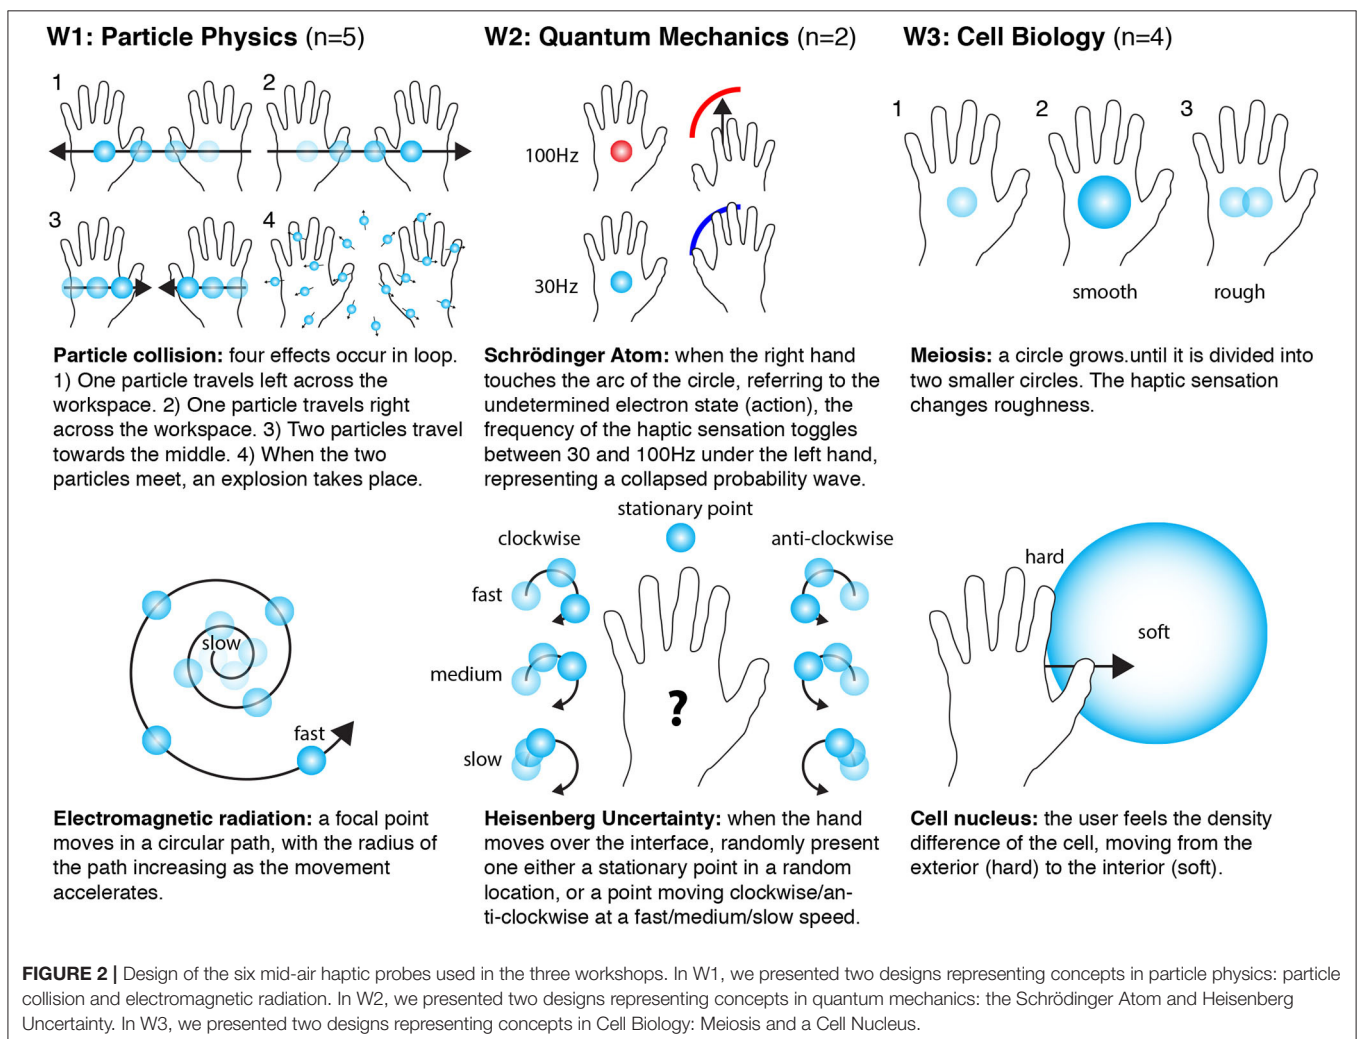 W1: Particle Physics (n=5)
1
2
3
4
Particle collision: four effects occur in loop.
1) One particle travels left across the
workspace. 2) One particle travels right
across the workspace. 3) Two particles travel
towards the middle. 4) When the two
particles meet, an explosion takes place.
slow
fast
Electromagnetic radiation: a focal point
moves in a circular path, with the radius of
the path increasing as the movement
accelerates.
W2: Quantum Mechanics (n=2)
100Hz
30Hz
Schrödinger Atom: when the right hand
touches the arc of the circle, referring to the
undetermined electron state (action), the
frequency of the haptic sensation toggles
between 30 and 100Hz under the left hand,
representing a collapsed probability wave.
stationary point
clockwise
anti-clockwise
fast
medium
?
slow
Heisenberg Uncertainty: when the hand
moves over the interface, randomly present
one either a stationary point in a random
location, or a point moving clockwise/an-
ti-clockwise at a fast/medium/slow speed.
W3: Cell Biology (n=4)
1
2
3
smooth
rough
Meiosis: a circle grows.until it is divided into
two smaller circles. The haptic sensation
changes roughness.
hard
soft
Cell nucleus: the user feels the density
difference of the cell, moving from the
exterior (hard) to the interior (soft).
FIGURE 2 | Design of the six mid-air haptic probes used in the three workshops. In W1, we presented two designs representing concepts in particle physics: particle
collision and electromagnetic radiation. In W2, we presented two designs representing concepts in quantum mechanics: the Schrödinger Atom and Heisenberg
Uncertainty. In W3, we presented two designs representing concepts in Cell Biology: Meiosis and a Cell Nucleus.